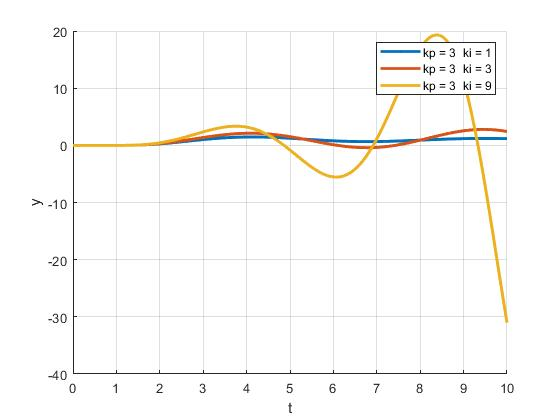 20
10
0
-10
-20
-30
-40
y
kp = 3 ki = 1
kp = 3 ki = 3
kp = 3 ki = 9
0 1 2 3 4 5 6 7 8 9 10
t